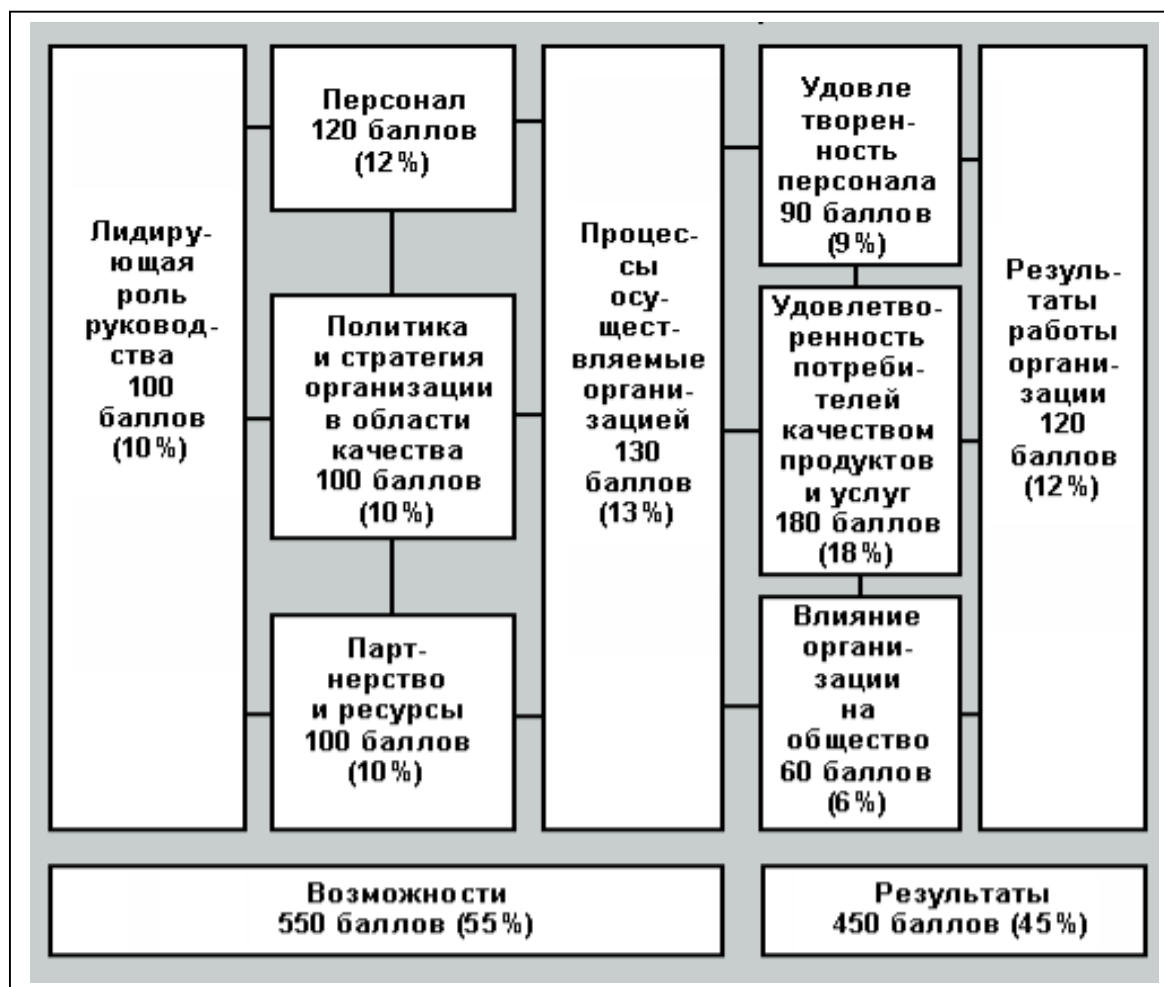 Лидирую-
ющая
роль
руковод-
ства
100
баллов
(10%)
Персонал
120 баллов
(12%)
Политика
и стратегия
организации
в области
качества
100 баллов
(10%)
Парт-
нерство
и ресурсы
100 баллов
(10%)
Процес-
сы
осу-
щест-
вляемые
органи-
зацией
130
баллов
(13%)
Удовле
творен-
ность
персонала
90 баллов
(9%)
Удовлетво-
ренность
потреби-
телей
качеством
продуктов
и услуг
180 баллов
(18%)
Влияние
органи-
зации
на
общество
60 баллов
(6%)
Резуль-
таты
работы
органи-
зации
120
баллов
(12%)
Возможности
550 баллов (55%)
Результаты
450 баллов (45%)